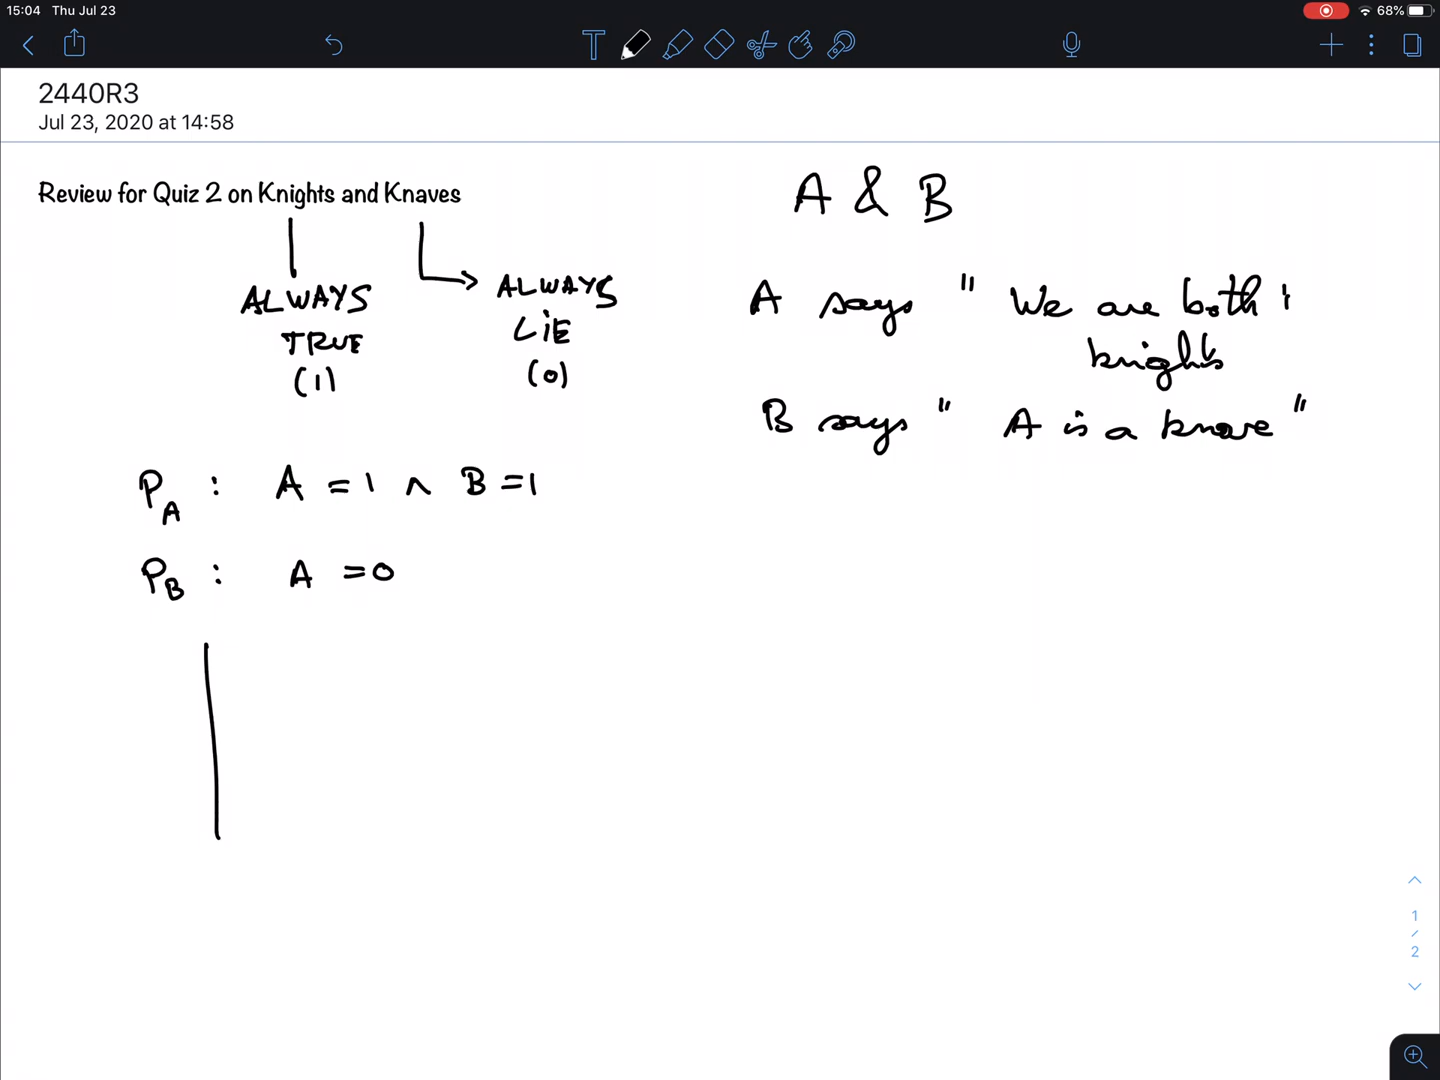 15:04 Thu Jul 23
68%
2440R3
Jul 23, 2020 at 14:58
Review for Quiz 2 on Knights and Knaves
ALWAYS
TRUE
(1)
ALWAYS
LiE
(0)
A & B
A says " We are both
knights
B says " A is a knave "
PA : A = 1 ∧ B = 1
PB : A = 0
1
/
2